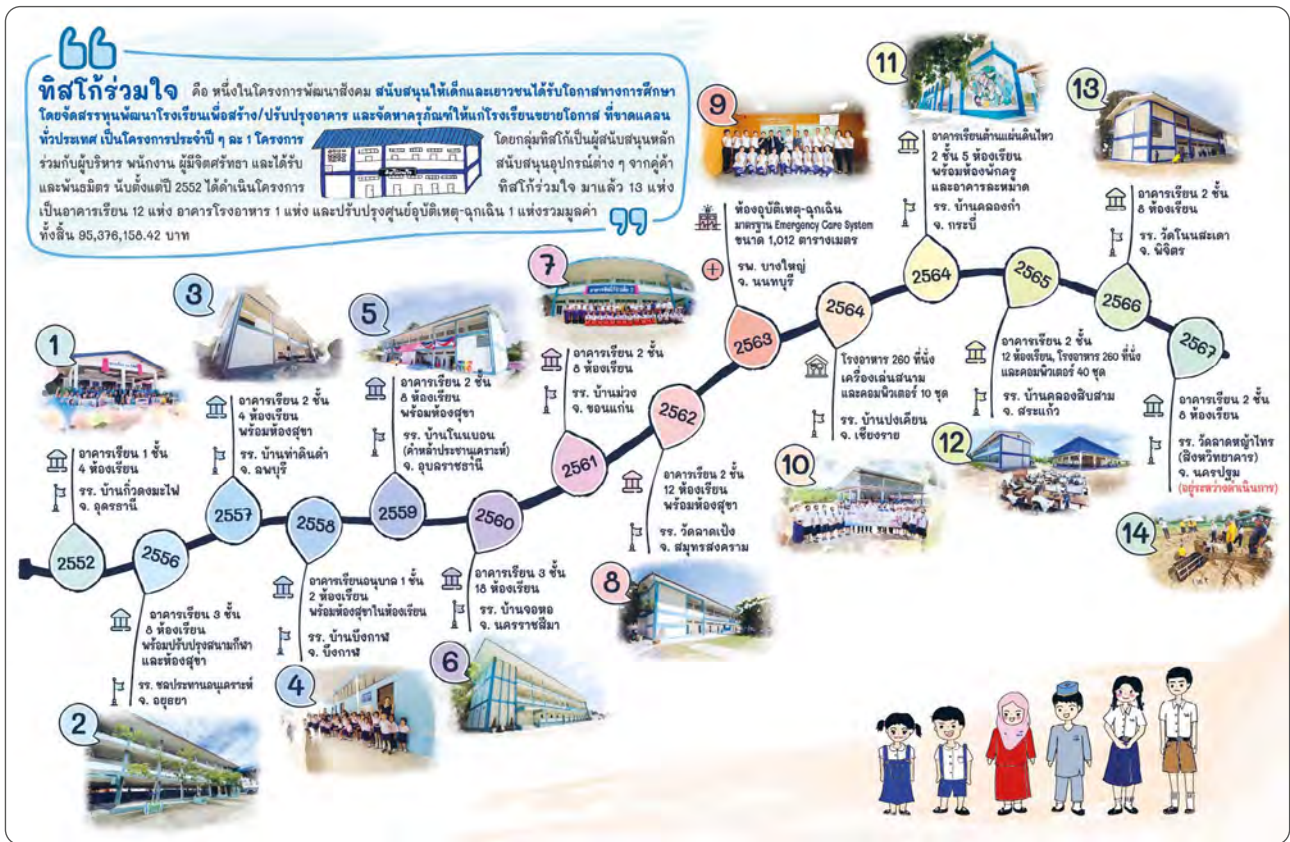 ทิสโก้ร่วมใจ คือ หนึ่งในโครงการพัฒนาสังคม สนับสนุนให้เด็กและเยาวชนได้รับโอกาสทางการศึกษา
โดยจัดสรรทุนพัฒนาโรงเรียนเพื่อสร้าง/ปรับปรุงอาคาร และจัดหาครุภัณฑ์ให้แก่โรงเรียนขยายโอกาส ที่ขาดแคลน
ทั่วประเทศ เป็นโครงการประจำปี ๆ ละ 1 โครงการ โดยกลุ่มทิสโก้เป็นผู้สนับสนุนหลัก
ร่วมกับผู้บริหาร พนักงาน ผู้มีจิตศรัทธา และได้รับ สนับสนุนอุปกรณ์ต่าง ๆ จากคู่ค้า
และพันธมิตร นับตั้งแต่ปี 2552 ได้ดำเนินโครงการ ทิสโก้ร่วมใจ มาแล้ว 13 แห่ง
เป็นอาคารเรียน 12 แห่ง อาคารโรงอาหาร 1 แห่ง และปรับปรุงศูนย์อุบัติเหตุ-ฉุกเฉิน 1 แห่งรวมมูลค่า
ทั้งสิ้น 95,376,158.42 บาท
1
อาคารเรียน 1 ชั้น
4 ห้องเรียน
รร. บ้านกิ่วดงมะไฟ
จ. อุดรธานี
2552
2556
อาคารเรียน 3 ชั้น
8 ห้องเรียน
พร้อมปรับปรุงสนามกีฬา
และห้องสุขา
รร. ชลประทานอนุเคราะห์
จ. อยุธยา
2
3
อาคารเรียน 2 ชั้น
4 ห้องเรียน
พร้อมห้องสุขา
รร. บ้านท่าดินดำ
จ. ลพบุรี
2557
2558
อาคารเรียนอนุบาล 1 ชั้น
2 ห้องเรียน
พร้อมห้องสุขาในห้องเรียน
รร. บ้านบึงกาฬ
จ. บึงกาฬ
4
5
อาคารเรียน 2 ชั้น
8 ห้องเรียน
พร้อมห้องสุขา
รร. บ้านโนนบอน
(คำหล้าประชานุเคราะห์)
จ. อุบลราชธานี
2559
2560
อาคารเรียน 3 ชั้น
18 ห้องเรียน
รร. บ้านจอหอ
จ. นครราชสีมา
6
7
อาคารเรียน 2 ชั้น
8 ห้องเรียน
รร. บ้านม่วง
จ. ขอนแก่น
2561
2562
อาคารเรียน 2 ชั้น
12 ห้องเรียน
พร้อมห้องสุขา
รร. วัดลาดเป้ง
จ. สมุทรสงคราม
8
9
ห้องอุบัติเหตุ-ฉุกเฉิน
มาตรฐาน Emergency Care System
ขนาด 1,012 ตารางเมตร
รพ. บางใหญ่
จ. นนทบุรี
2563
2564
โรงอาหาร 260 ที่นั่ง
เครื่องเล่นสนาม
และคอมพิวเตอร์ 10 ชุด
รร. บ้านปงเคียน
จ. เชียงราย
10
11
อาคารเรียนต้านแผ่นดินไหว
2 ชั้น 5 ห้องเรียน
พร้อมห้องพักครู
และอาคารละหมาด
รร. บ้านคลองกำ
จ. กระบี่
2564
2565
อาคารเรียน 2 ชั้น
12 ห้องเรียน, โรงอาหาร 260 ที่นั่ง
และคอมพิวเตอร์ 40 ชุด
รร. บ้านคลองสิบสาม
จ. สระแก้ว
12
13
อาคารเรียน 2 ชั้น
8 ห้องเรียน
รร. วัดโนนสะเดา
จ. พิจิตร
2566
2567
อาคารเรียน 2 ชั้น
8 ห้องเรียน
รร. วัดลาดหญ้าไทร
(สิงหวิทยาคาร)
จ. นครปฐม
(อยู่ระหว่างดำเนินการ)
14